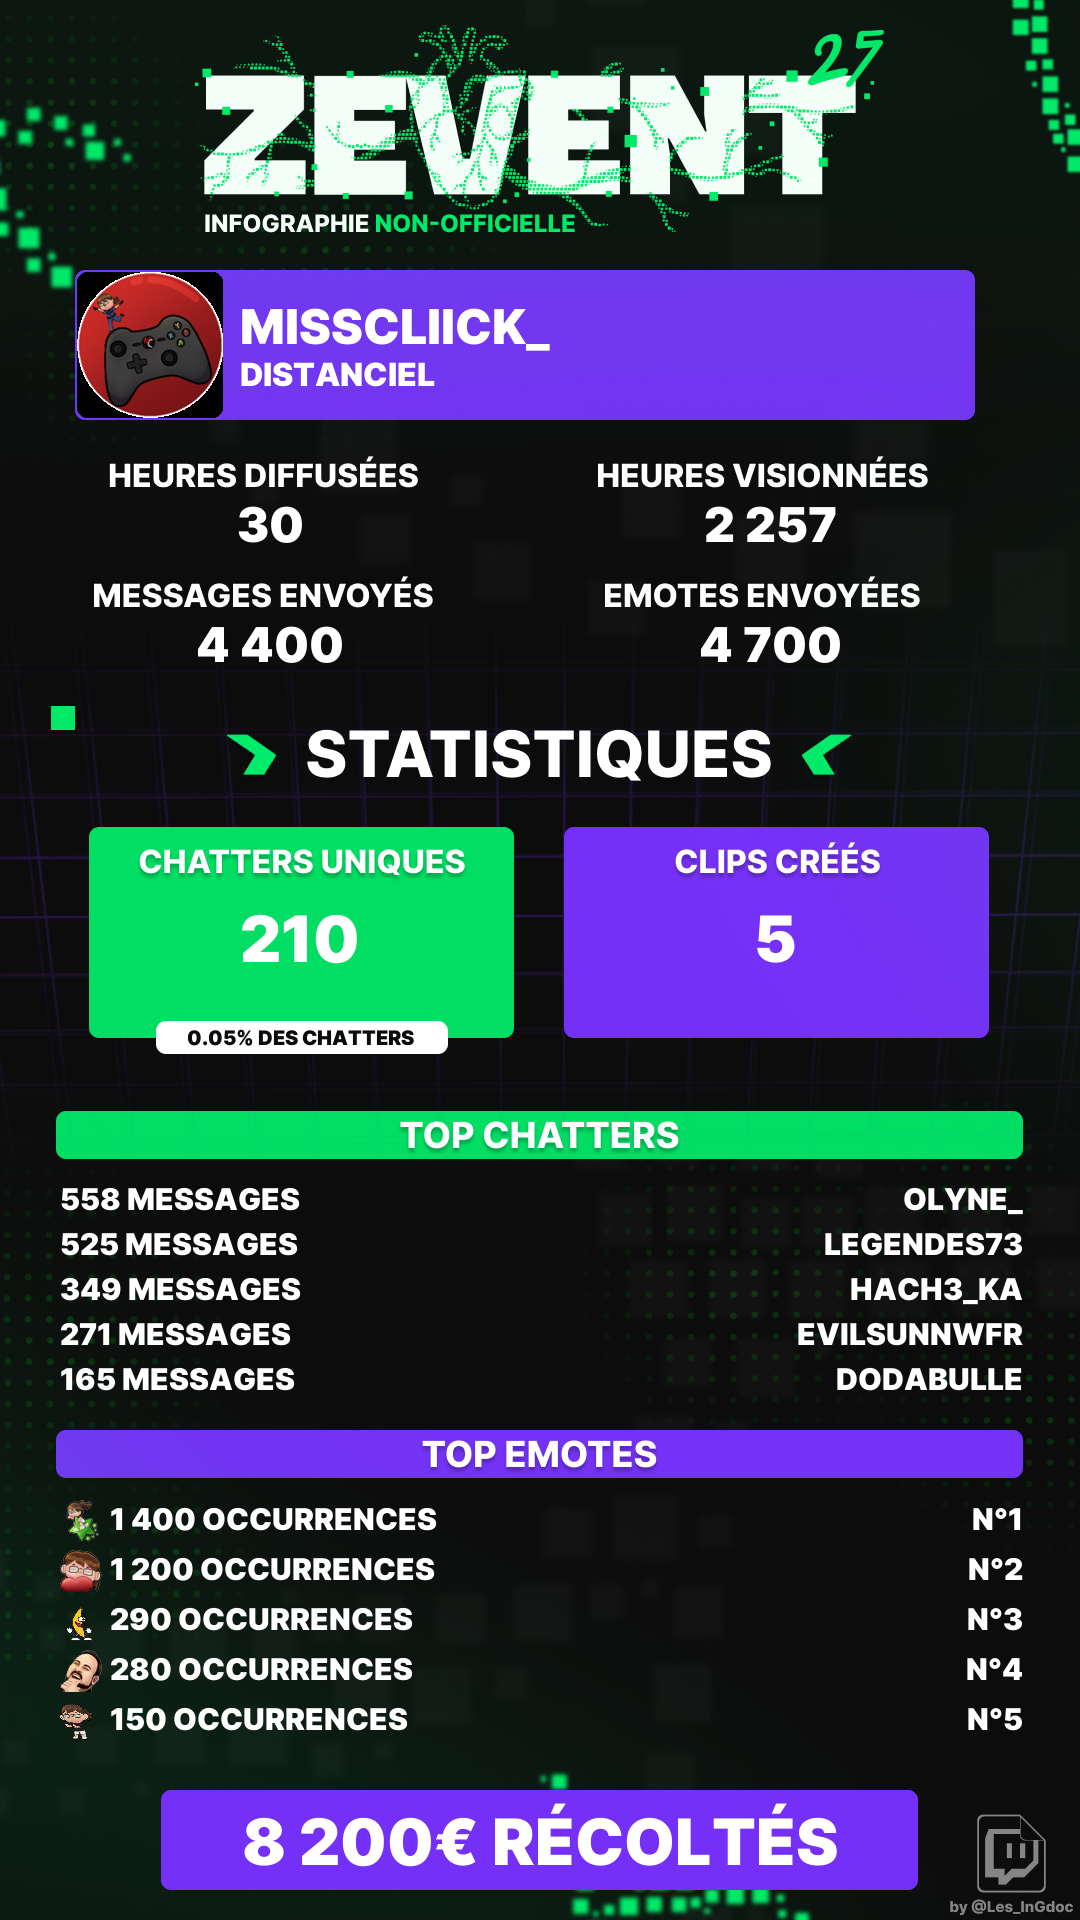 ZEVENT 25
INFOGRAPHIE NON-OFFICIELLE
MISSCLIICK_
DISTANCIEL
HEURES DIFFUSÉES
30
HEURES VISIONNÉES
2 257
MESSAGES ENVOYÉS
4 400
EMOTES ENVOYÉES
4 700
STATISTIQUES
CHATTERS UNIQUES
210
0.05% DES CHATTERS
CLIPS CRÉÉS
5
TOP CHATTERS
558 MESSAGES OLYNE_
525 MESSAGES LEGENDES73
349 MESSAGES HACH3_KA
271 MESSAGES EVILSUNNWFR
165 MESSAGES DODABULLE
TOP EMOTES
1 400 OCCURRENCES N°1
1 200 OCCURRENCES N°2
290 OCCURRENCES N°3
280 OCCURRENCES N°4
150 OCCURRENCES N°5
8 200€ RÉCOLTÉS
by @Les_InGdoc